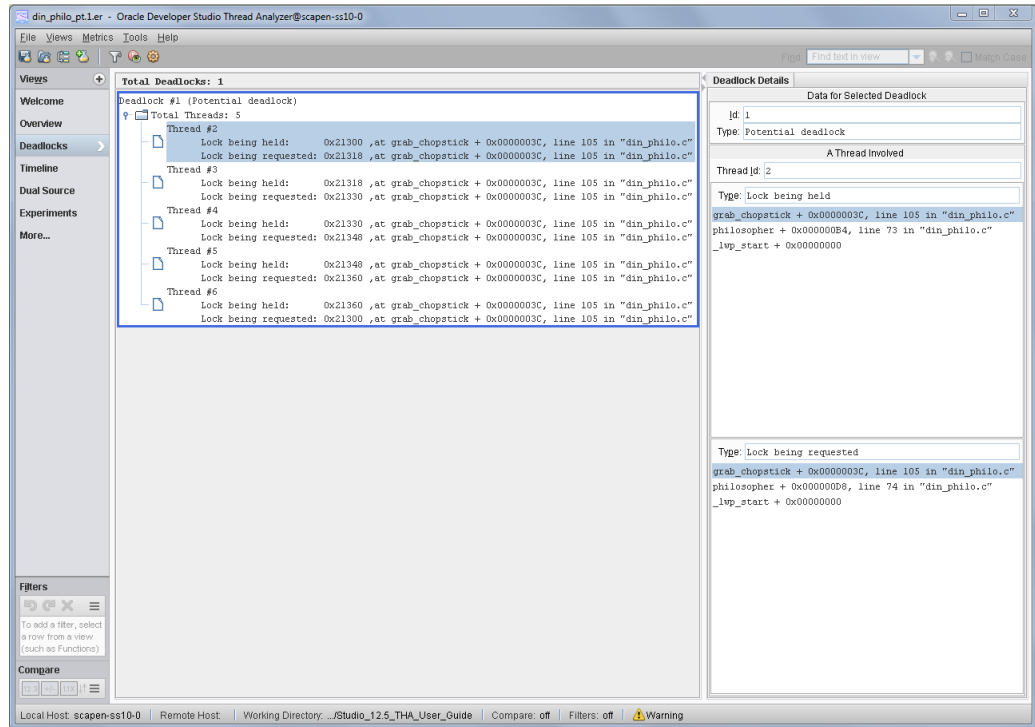 din_philo_pt.1.er - Oracle Developer Studio Thread Analyzer@scapen-ss10-0
File Views Metrics Tools Help
Find: Find text in view Match Case
Views
Welcome
Overview
Deadlocks
Timeline
Dual Source
Experiments
More...
Total Deadlocks: 1
Deadlock #1 (Potential deadlock)
Total Threads: 5
Thread #2
Lock being held: 0x21300 ,at grab_chopstick + 0x0000003C, line 105 in "din_philo.c"
Lock being requested: 0x21318 ,at grab_chopstick + 0x0000003C, line 105 in "din_philo.c"
Thread #3
Lock being held: 0x21318 ,at grab_chopstick + 0x0000003C, line 105 in "din_philo.c"
Lock being requested: 0x21330 ,at grab_chopstick + 0x0000003C, line 105 in "din_philo.c"
Thread #4
Lock being held: 0x21330 ,at grab_chopstick + 0x0000003C, line 105 in "din_philo.c"
Lock being requested: 0x21348 ,at grab_chopstick + 0x0000003C, line 105 in "din_philo.c"
Thread #5
Lock being held: 0x21348 ,at grab_chopstick + 0x0000003C, line 105 in "din_philo.c"
Lock being requested: 0x21360 ,at grab_chopstick + 0x0000003C, line 105 in "din_philo.c"
Thread #6
Lock being held: 0x21360 ,at grab_chopstick + 0x0000003C, line 105 in "din_philo.c"
Lock being requested: 0x21300 ,at grab_chopstick + 0x0000003C, line 105 in "din_philo.c"
Deadlock Details
Data for Selected Deadlock
Id: 1
Type: Potential deadlock
A Thread Involved
Thread Id: 2
Type: Lock being held
grab_chopstick + 0x0000003C, line 105 in "din_philo.c"
philosopher + 0x000000B4, line 73 in "din_philo.c"
_lwp_start + 0x00000000
Type: Lock being requested
grab_chopstick + 0x0000003C, line 105 in "din_philo.c"
philosopher + 0x000000D8, line 74 in "din_philo.c"
_lwp_start + 0x00000000
Filters
To add a filter, select
a row from a view
(such as Functions)
Compare
Local Host: scapen-ss10-0 Remote Host: Working Directory: .../Studio_12.5_THA_User_Guide Compare: off Filters: off Warning